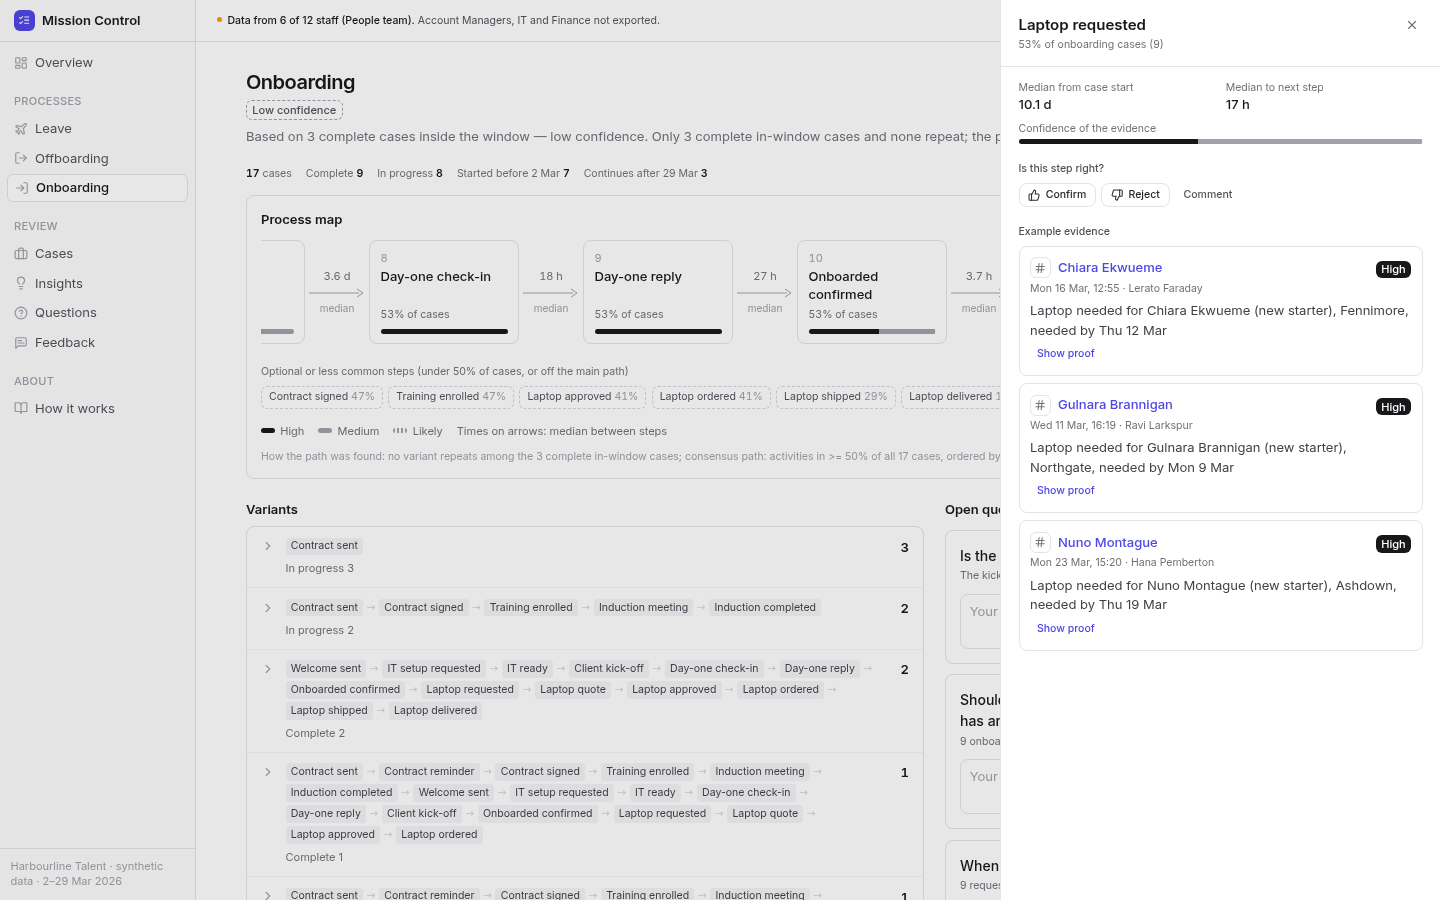 Mission Control
Overview
PROCESSES
Leave
Offboarding
Onboarding
REVIEW
Cases
Insights
Questions
Feedback
ABOUT
How it works
Harbourline Talent · synthetic
data · 2–29 Mar 2026
Data from 6 of 12 staff (People team). Account Managers, IT and Finance not exported.
Onboarding
Low confidence
Based on 3 complete cases inside the window — low confidence. Only 3 complete in-window cases and none repeat; the p
17 cases Complete 9 In progress 8 Started before 2 Mar 7 Continues after 29 Mar 3
Process map
3.6 d
median
8
Day-one check-in
53% of cases
18 h
median
9
Day-one reply
53% of cases
27 h
median
10
Onboarded
confirmed
53% of cases
3.7 h
median
Optional or less common steps (under 50% of cases, or off the main path)
Contract signed 47% Training enrolled 47% Laptop approved 41% Laptop ordered 41% Laptop shipped 29% Laptop delivered 1
High Medium Likely Times on arrows: median between steps
How the path was found: no variant repeats among the 3 complete in-window cases; consensus path: activities in >= 50% of all 17 cases, ordered by
Variants
Contract sent
3
In progress 3
Contract sent → Contract signed → Training enrolled → Induction meeting → Induction completed
2
In progress 2
Welcome sent → IT setup requested → IT ready → Client kick-off → Day-one check-in → Day-one reply →
2
Onboarded confirmed → Laptop requested → Laptop quote → Laptop approved → Laptop ordered →
Laptop shipped → Laptop delivered
Complete 2
Contract sent → Contract reminder → Contract signed → Training enrolled → Induction meeting →
1
Induction completed → Welcome sent → IT setup requested → IT ready → Day-one check-in →
Day-one reply → Client kick-off → Onboarded confirmed → Laptop requested → Laptop quote →
Laptop approved → Laptop ordered
Complete 1
Contract sent → Contract reminder → Contract signed → Training enrolled → Induction meeting →
1
Open que
Is the
The kick
Your
Shoul
has ar
9 onboa
Your
When
9 reques
Laptop requested
53% of onboarding cases (9)
Median from case start
10.1 d
Median to next step
17 h
Confidence of the evidence
Is this step right?
Confirm Reject Comment
Example evidence
Chiara Ekwueme
High
Mon 16 Mar, 12:55 · Lerato Faraday
Laptop needed for Chiara Ekwueme (new starter), Fennimore,
needed by Thu 12 Mar
Show proof
Gulnara Brannigan
High
Wed 11 Mar, 16:19 · Ravi Larkspur
Laptop needed for Gulnara Brannigan (new starter),
Northgate, needed by Mon 9 Mar
Show proof
Nuno Montague
High
Mon 23 Mar, 15:20 · Hana Pemberton
Laptop needed for Nuno Montague (new starter), Ashdown,
needed by Thu 19 Mar
Show proof